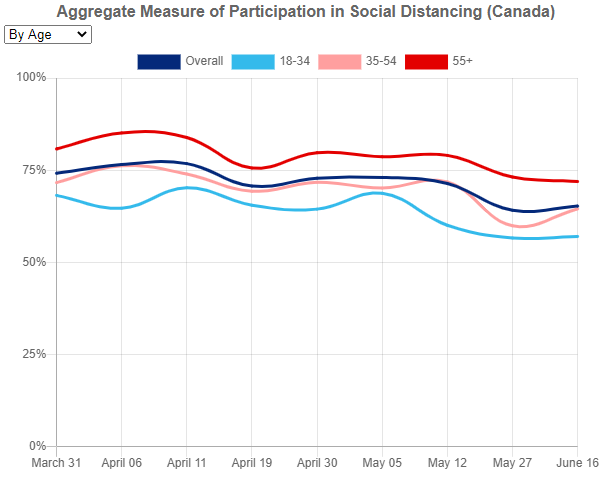 Aggregate Measure of Participation in Social Distancing (Canada)
By Age
Overall 18-34 35-54 55+
100%
75%
50%
25%
0%
March 31 April 06 April 11 April 19 April 30 May 05 May 12 May 27 June 16